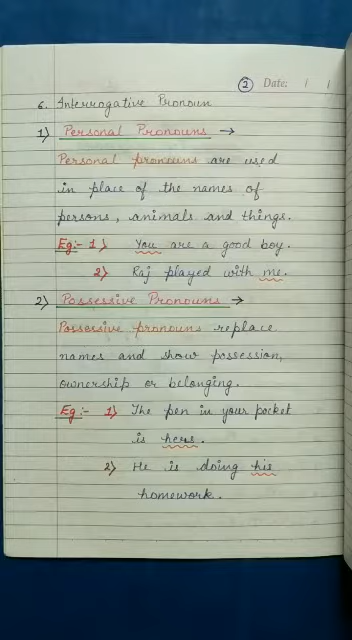 2 Date: / /
6. Interrogative Pronoun
1) Personal Pronouns →
Personal pronouns are used
in place of the names of
persons, animals and things.
Eg:- 1) You are a good boy.
2) Raj played with me.
2) Possessive Pronouns →
Possessive pronouns replace
names and show possession,
ownership or belonging.
Eg:- 1) The pen in your pocket
is hers.
2) He is doing his
homework.